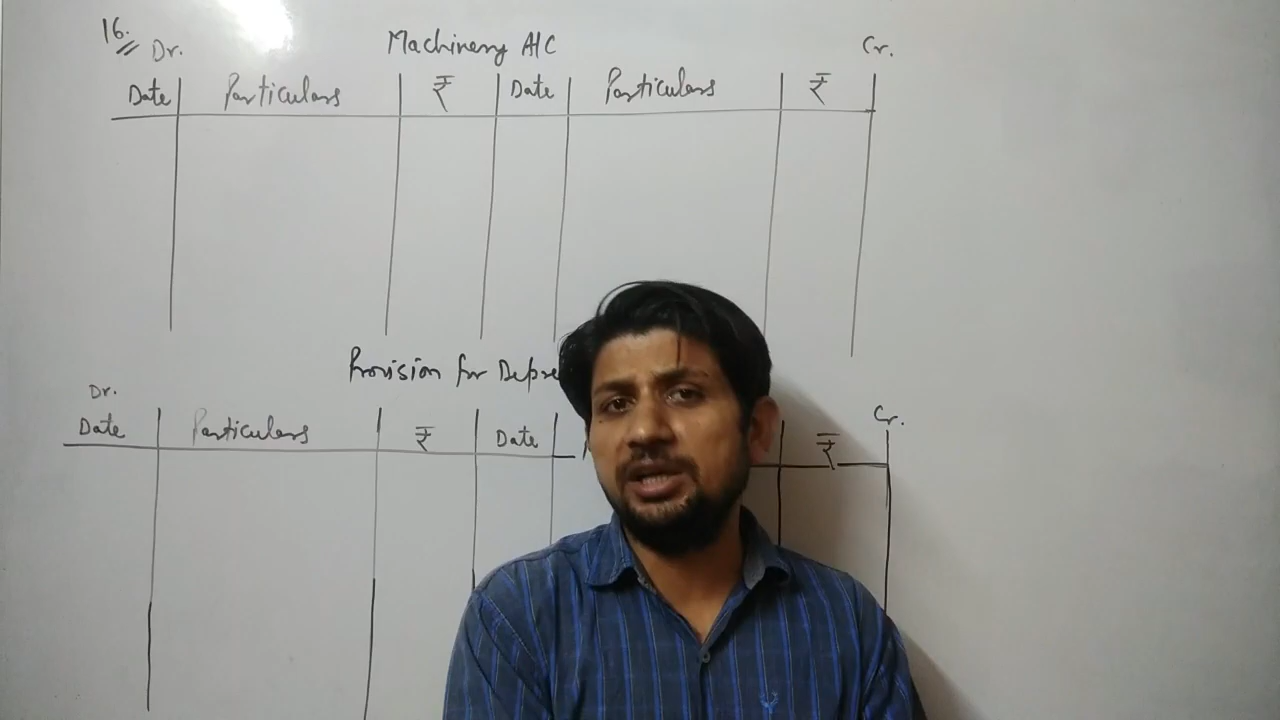 16. Dr. Machinery A/C Cr.
Date Particulars ₹ Date Particulars ₹
Provision for Depre
Dr. Cr.
Date Particulars ₹ Date ₹